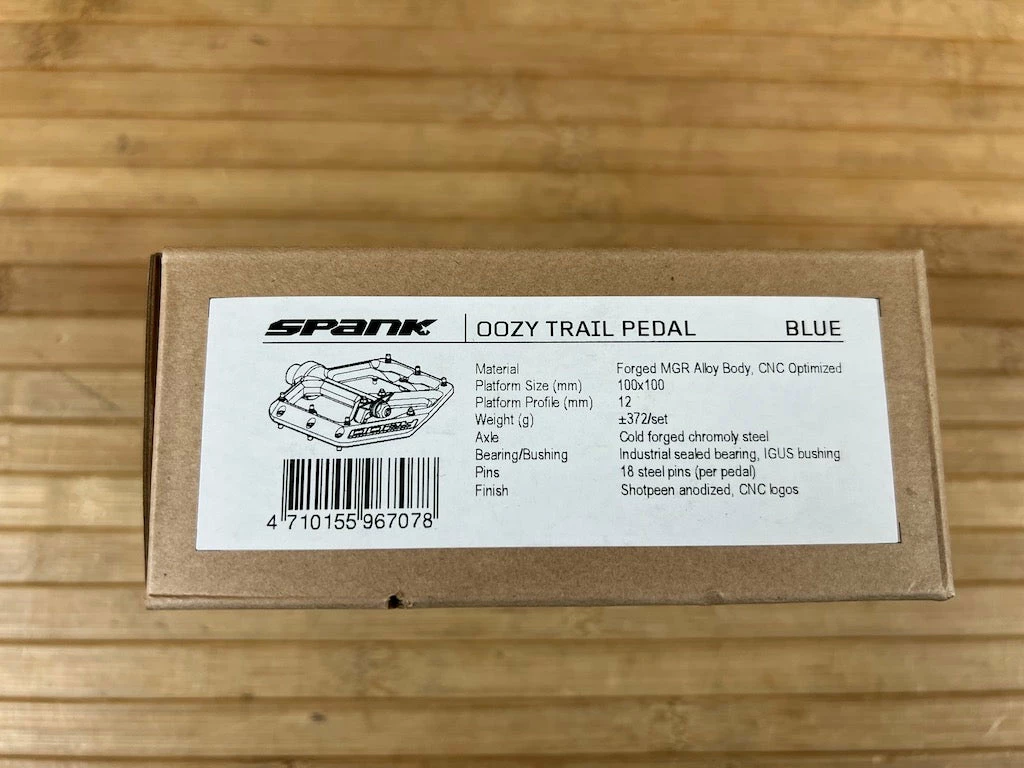 SPANK OOZY TRAIL PEDAL BLUE
Material Forged MGR Alloy Body, CNC Optimized
Platform Size (mm) 100x100
Platform Profile (mm) 12
Weight (g) ±372/set
Axle Cold forged chromoly steel
Bearing/Bushing Industrial sealed bearing, IGUS bushing
Pins 18 steel pins (per pedal)
Finish Shotpeen anodized, CNC logos
SPANK
4 710155 967078